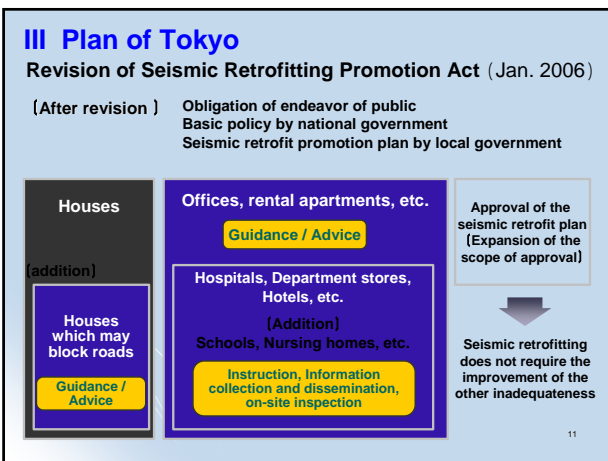 III Plan of Tokyo
Revision of Seismic Retrofitting Promotion Act（Jan. 2006）
〔After revision 〕
Obligation of endeavor of public
Basic policy by national government
Seismic retrofit promotion plan by local government
Houses
〔addition〕
Houses
which may
block roads
Guidance /
Advice
Offices, rental apartments, etc.
Guidance / Advice
Hospitals, Department stores,
Hotels, etc.
〔Addition〕
Schools, Nursing homes, etc.
Instruction, Information
collection and dissemination,
on-site inspection
Approval of the
seismic retrofit plan
〔Expansion of the
scope of approval〕
Seismic retrofitting
does not require the
improvement of the
other inadequateness
11